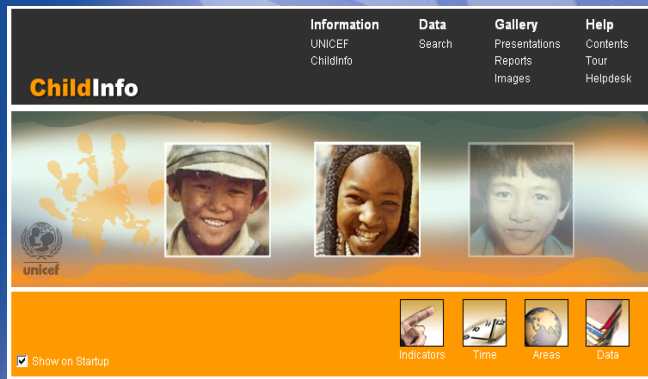 Information Data Gallery Help
UNICEF Search Presentations Contents
ChildInfo Reports Tour
Images Helpdesk
ChildInfo
unicef
Indicators Time Areas Data
Show on Startup